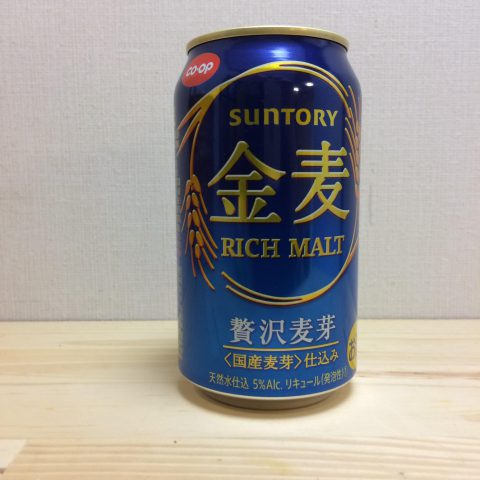 CO·OP
SUNTORY
金麦
RICH MALT
贅沢麦芽
〈国産麦芽〉仕込み
天然水仕込 5%Alc. リキュール(発泡性)①
お